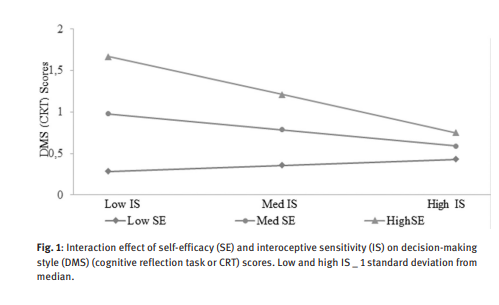 2
1,5
1
0,5
0
DMS (CRT) Scores
Low IS
Med IS
High IS
Low SE
Med SE
HighSE
Fig. 1: Interaction effect of self-efficacy (SE) and interoceptive sensitivity (IS) on decision-making
style (DMS) (cognitive reflection task or CRT) scores. Low and high IS _ 1 standard deviation from
median.